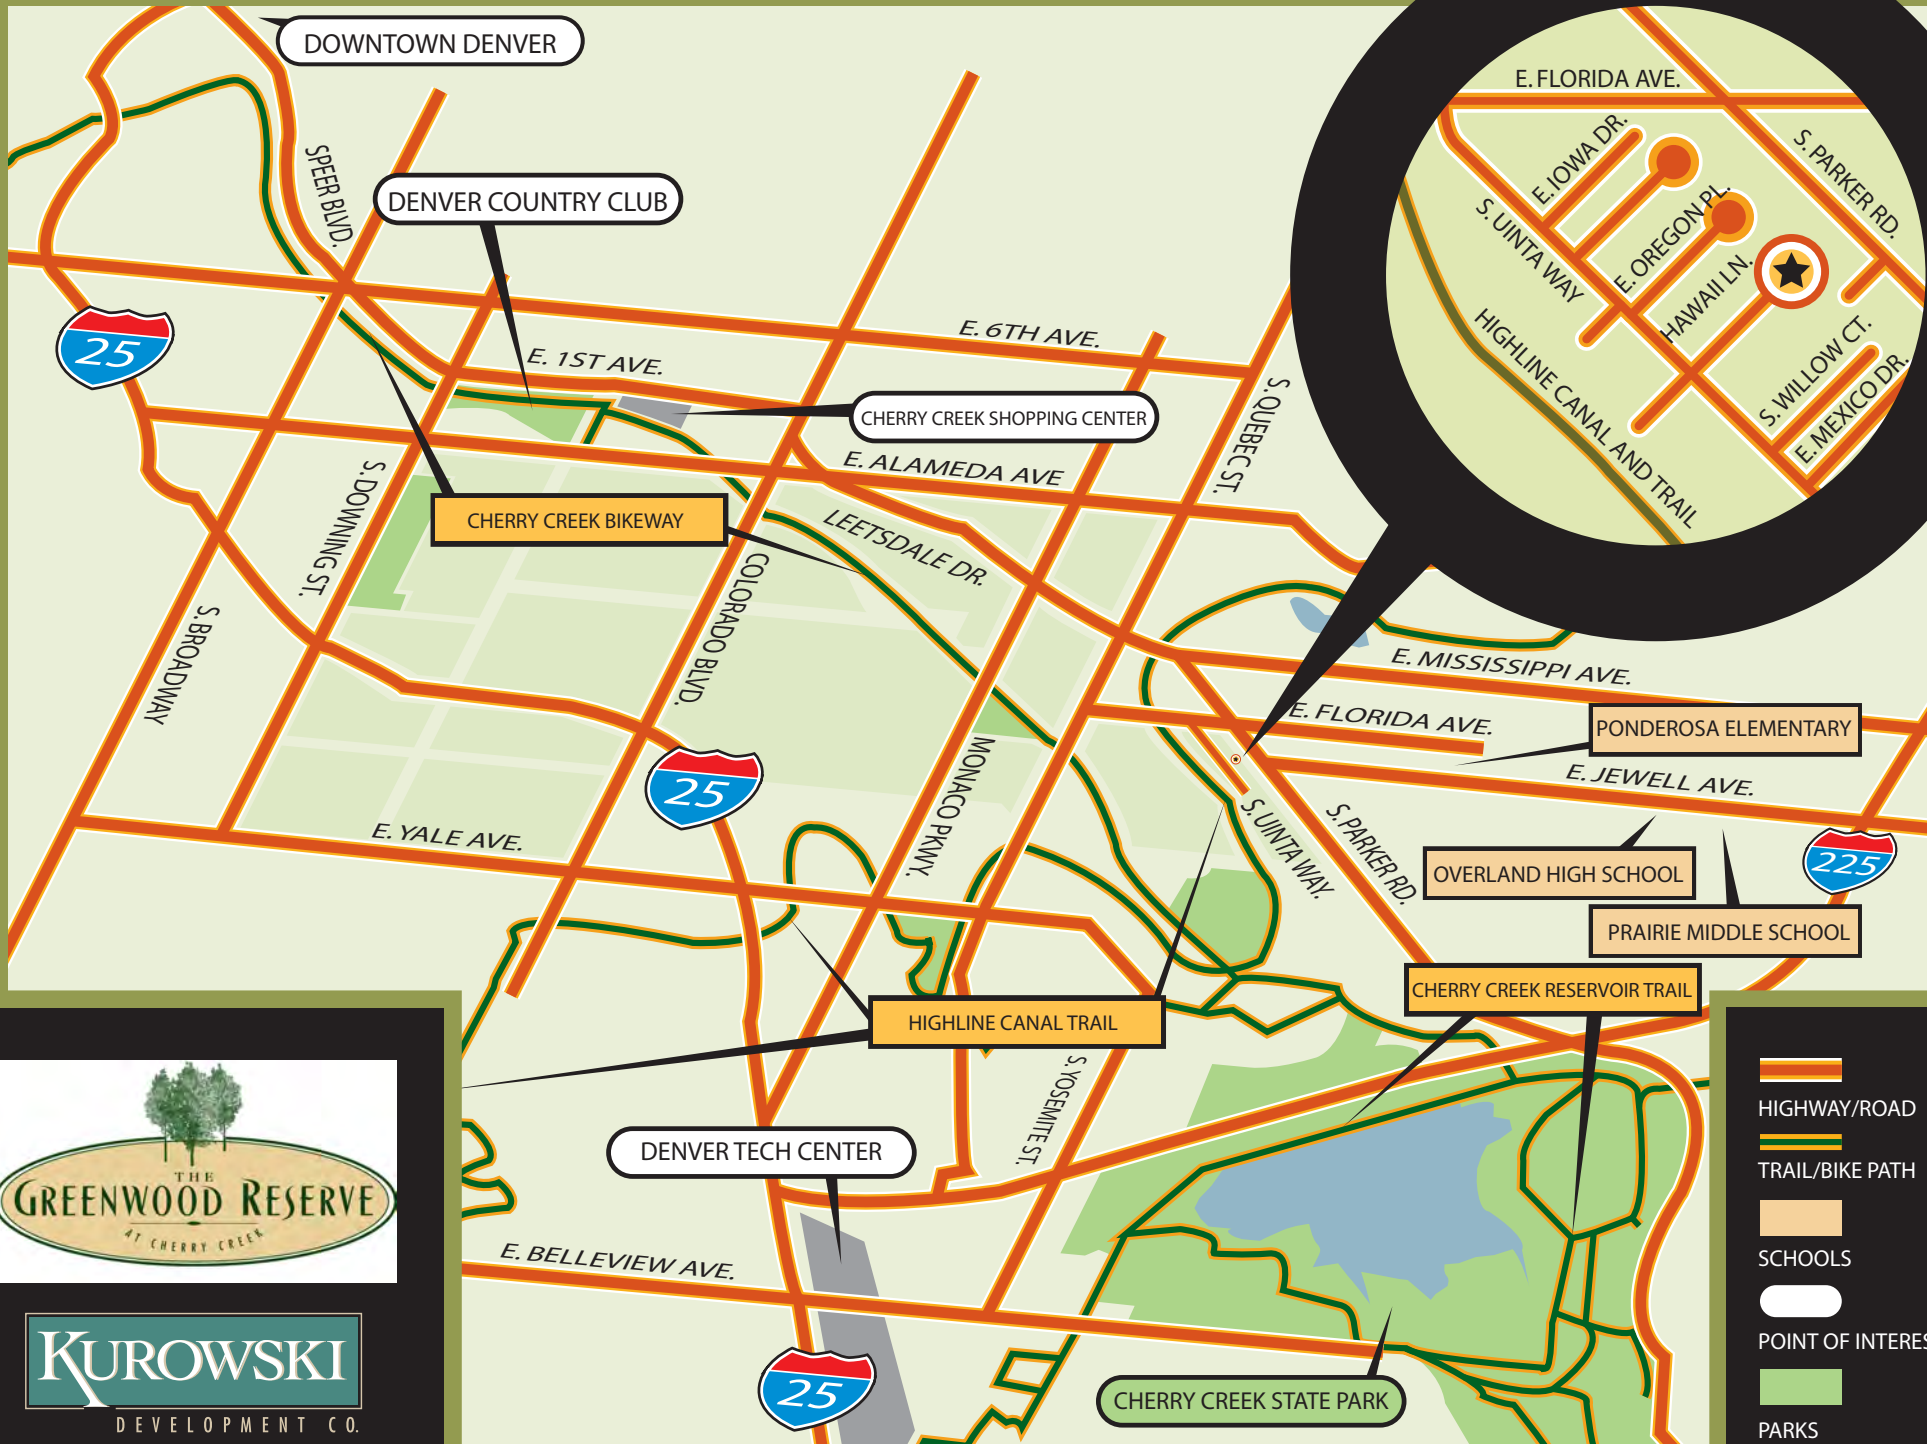 DOWNTOWN DENVER
E. FLORIDA AVE.
E. IOWA DR.
S. PARKER RD.
SPEER BLVD.
DENVER COUNTRY CLUB
S. UINTA WAY
E. OREGON PL.
HAWAII LN.
25
E. 6TH AVE.
E. 1ST AVE.
HIGHLINE CANAL AND TRAIL
S. WILLOW CT.
E. MEXICO DR.
S. QUEBEC ST.
CHERRY CREEK SHOPPING CENTER
E. ALAMEDA AVE
S. DOWNING ST.
CHERRY CREEK BIKEWAY
LEETSDALE DR.
COLORADO BLVD.
S. BROADWAY
E. MISSISSIPPI AVE.
E. FLORIDA AVE.
PONDEROSA ELEMENTARY
E. JEWELL AVE.
25
MONACO PKWY.
S. UINTA WAY.
S. PARKER RD.
E. YALE AVE.
OVERLAND HIGH SCHOOL
225
PRAIRIE MIDDLE SCHOOL
CHERRY CREEK RESERVOIR TRAIL
HIGHLINE CANAL TRAIL
S. YOSEMITE ST.
DENVER TECH CENTER
E. BELLEVIEW AVE.
25
CHERRY CREEK STATE PARK
THE
GREENWOOD RESERVE
AT CHERRY CREEK
KUROWSKI
DEVELOPMENT CO.
HIGHWAY/ROAD
TRAIL/BIKE PATH
SCHOOLS
POINT OF INTERES
PARKS